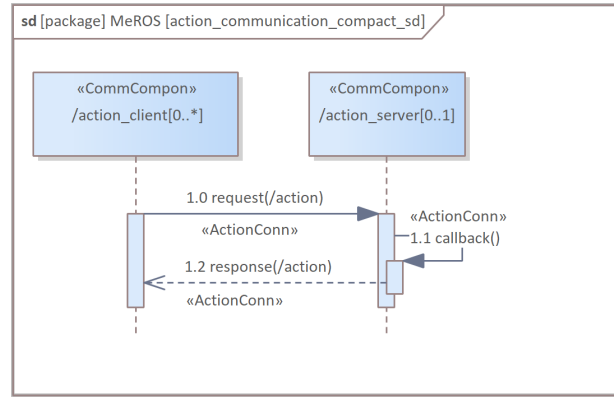 sd [package] MeROS [action_communication_compact_sd]
«CommCompon»
/action_client[0..*]
«CommCompon»
/action_server[0..1]
1.0 request(/action)
«ActionConn»
«ActionConn»
1.1 callback()
1.2 response(/action)
«ActionConn»